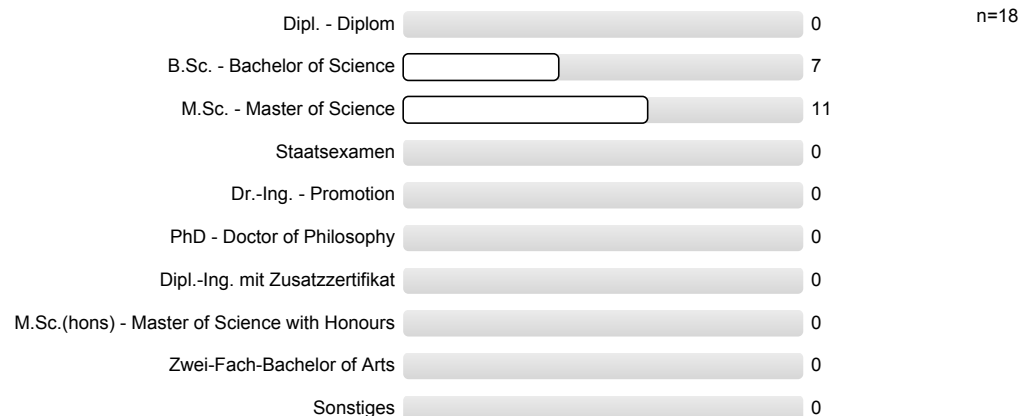 Dipl. - Diplom 0 n=18
B.Sc. - Bachelor of Science 7
M.Sc. - Master of Science 11
Staatsexamen 0
Dr.-Ing. - Promotion 0
PhD - Doctor of Philosophy 0
Dipl.-Ing. mit Zusatzzertifikat 0
M.Sc.(hons) - Master of Science with Honours 0
Zwei-Fach-Bachelor of Arts 0
Sonstiges 0